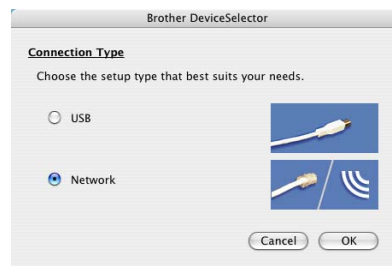 Brother DeviceSelector
Connection Type
Choose the setup type that best suits your needs.
USB
Network
Cancel OK